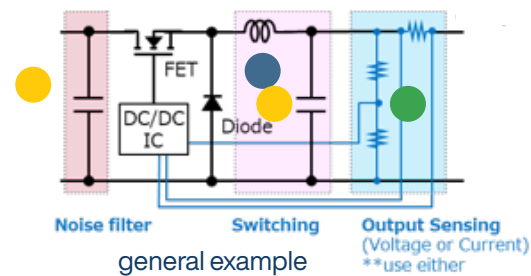 FET
DC/DC
IC
Diode
Noise filter
Switching
Output Sensing
(Voltage or Current)
**use either
general example